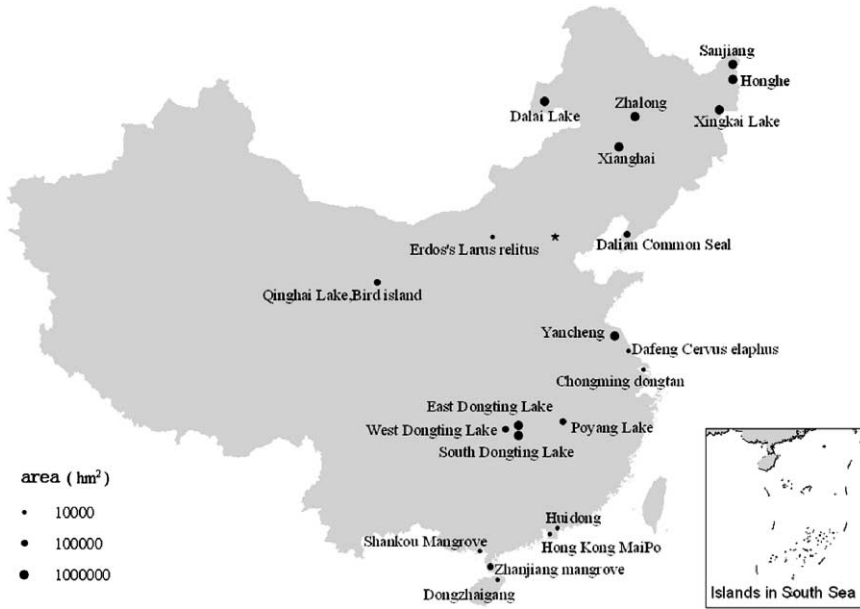 Sanjiang
Honghe
Dalai Lake
Zhalong
Xingkai Lake
Xianghai
Erdos's Larus relitus
Dalian Common Seal
Qinghai Lake,Bird island
Yancheng
Dafeng Cervus elaphus
Chongming dongtan
East Dongting Lake
West Dongting Lake
Poyang Lake
South Dongting Lake
area ( hm²)
10000
100000
1000000
Huidong
Shankou Mangrove
Hong Kong MaiPo
Zhanjiang mangrove
Dongzhaigang
Islands in South Sea